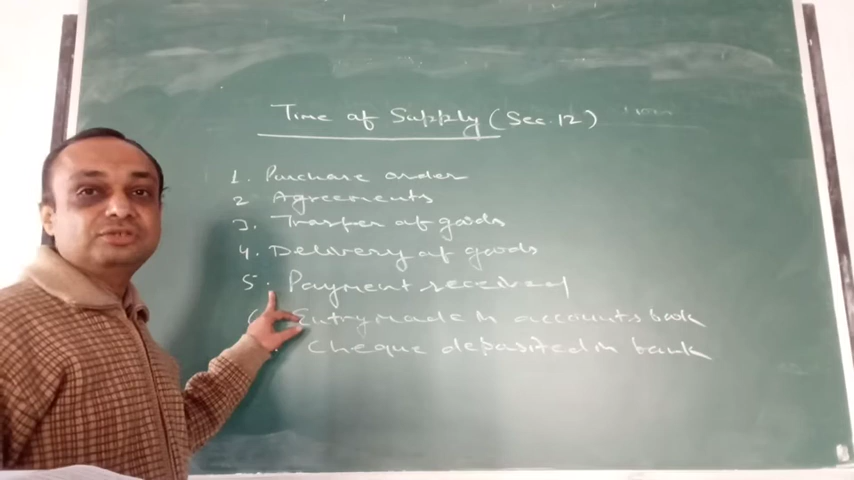 Time of Supply (Sec. 12)
1. Purchase order
2 Agreements
3. Trasfer of goods
4. Delivery of goods
5. Payment received
Entry made in accounts book
Cheque deposited in bank